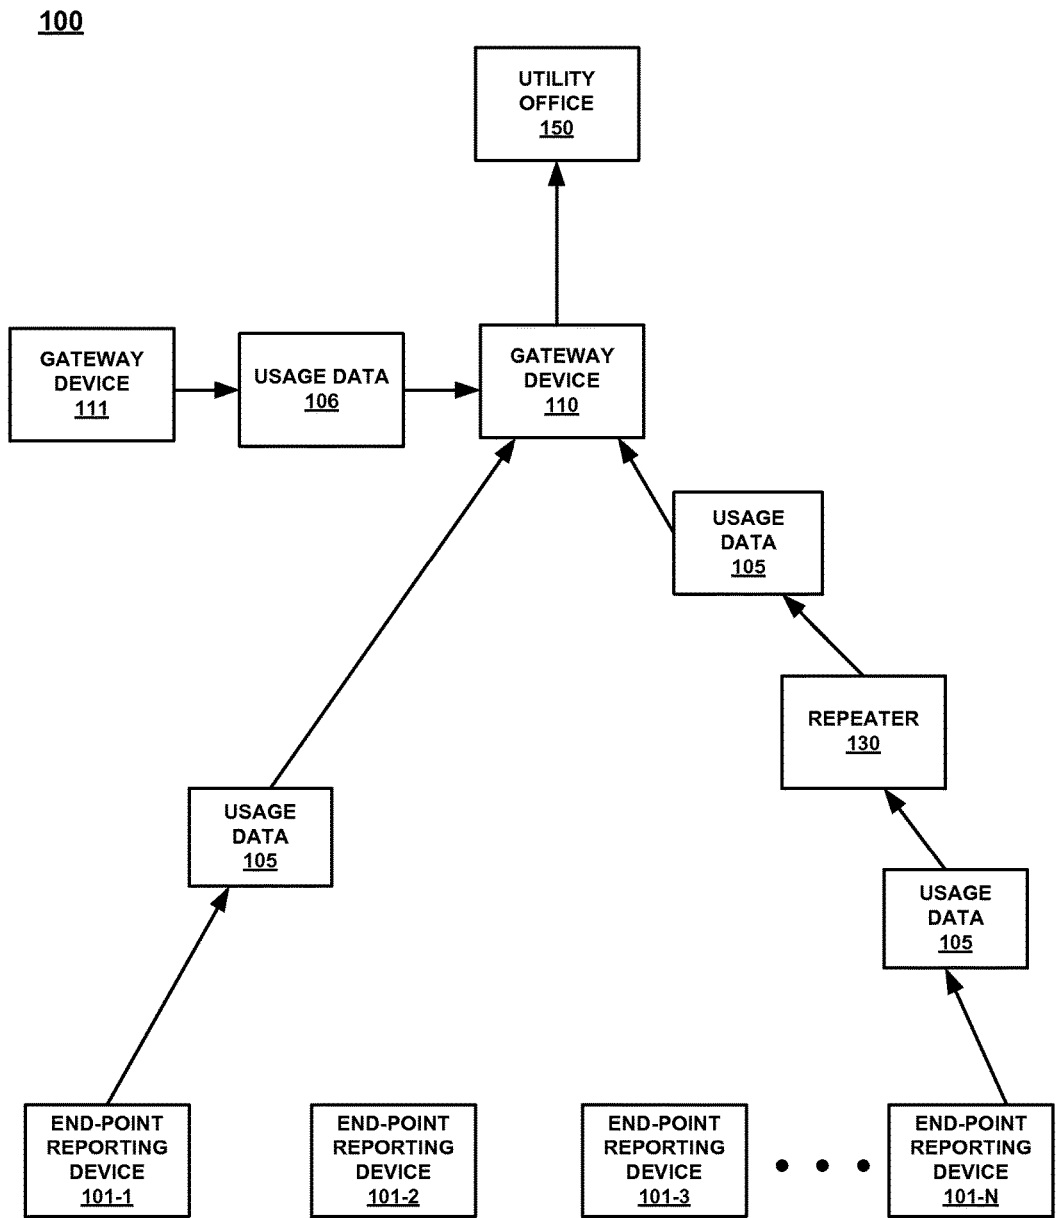 100
UTILITY
OFFICE
150
GATEWAY
DEVICE
111
USAGE DATA
106
GATEWAY
DEVICE
110
USAGE
DATA
105
REPEATER
130
USAGE
DATA
105
USAGE
DATA
105
END-POINT
REPORTING
DEVICE
101-1
END-POINT
REPORTING
DEVICE
101-2
END-POINT
REPORTING
DEVICE
101-3
END-POINT
REPORTING
DEVICE
101-N